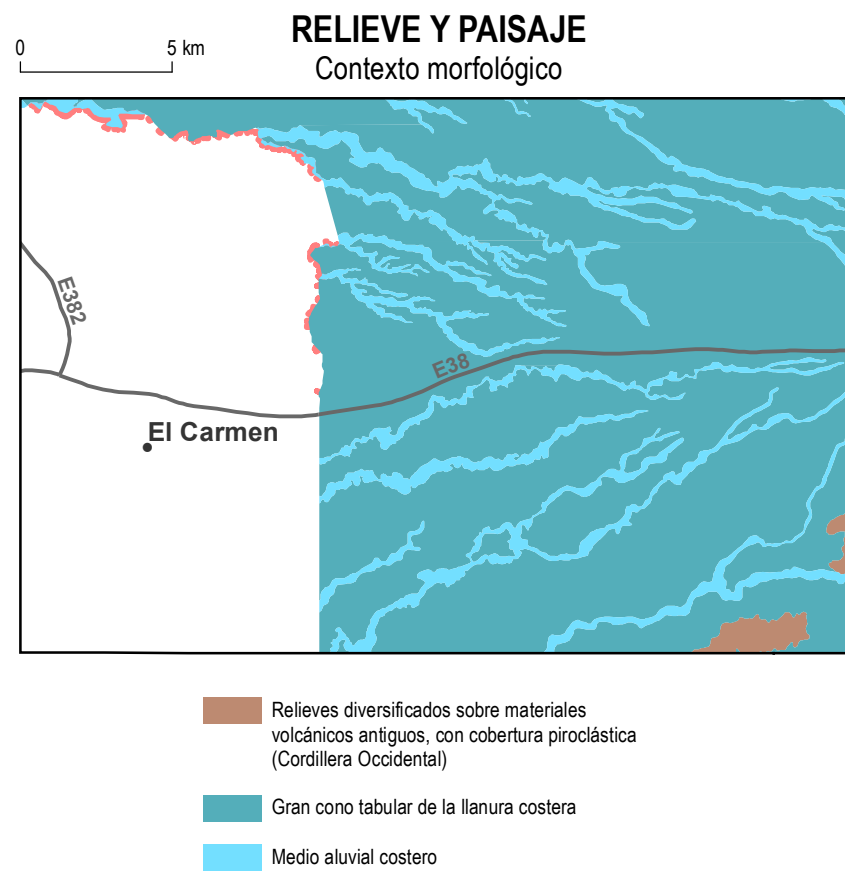 RELIEVE Y PAISAJE
Contexto morfológico
0 5 km
E382
E38
El Carmen
Relieves diversificados sobre materiales
volcánicos antiguos, con cobertura piroclástica
(Cordillera Occidental)
Gran cono tabular de la llanura costera
Medio aluvial costero